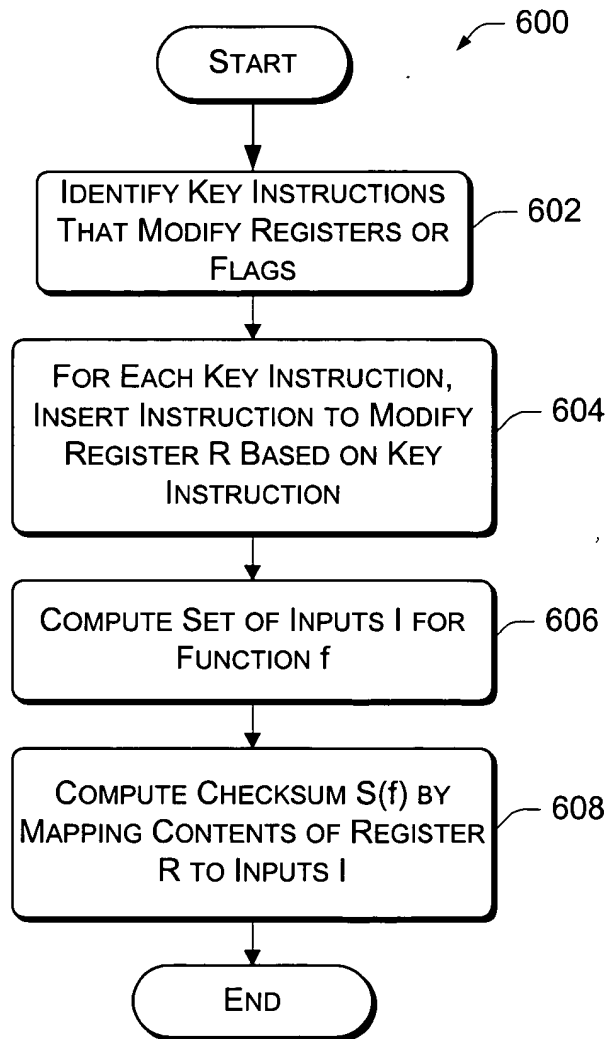 600
START
IDENTIFY KEY INSTRUCTIONS
THAT MODIFY REGISTERS OR
FLAGS
602
FOR EACH KEY INSTRUCTION,
INSERT INSTRUCTION TO MODIFY
REGISTER R BASED ON KEY
INSTRUCTION
604
COMPUTE SET OF INPUTS I FOR
FUNCTION f
606
COMPUTE CHECKSUM S(f) BY
MAPPING CONTENTS OF REGISTER
R TO INPUTS I
608
END